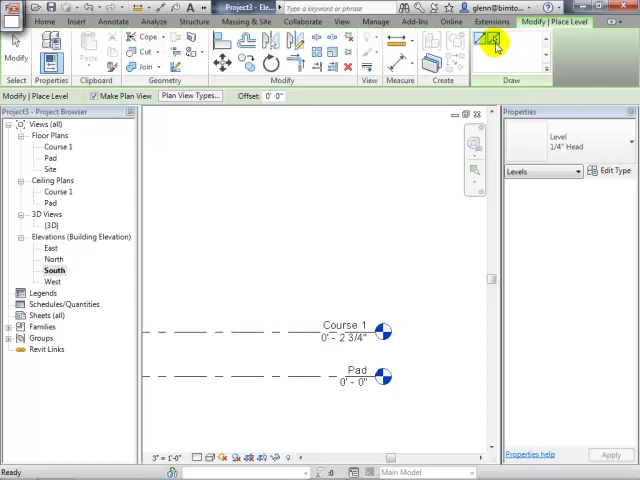 Project3 - Ele...
Type a keyword or phrase
glenn@bimto...
Home Insert Annotate Analyze Structure Massing & Site Collaborate View Manage Add-Ins Online Extensions Modify | Place Level
Modify
Paste
Cope
Cut
Join
Select Properties Clipboard Geometry Modify View Measure Create Draw
Modify | Place Level Make Plan View Plan View Types... Offset: 0' 0"
Project3 - Project Browser
Views (all)
Floor Plans
Course 1
Pad
Site
Ceiling Plans
Course 1
Pad
3D Views
{3D}
Elevations (Building Elevation)
East
North
South
West
Legends
Schedules/Quantities
Sheets (all)
Families
Groups
Revit Links
Course 1
0' - 2 3/4"
Pad
0' - 0"
Properties
Level
1/4" Head
Levels
Edit Type
Properties help
Apply
3" = 1'-0"
Ready
:0
Main Model